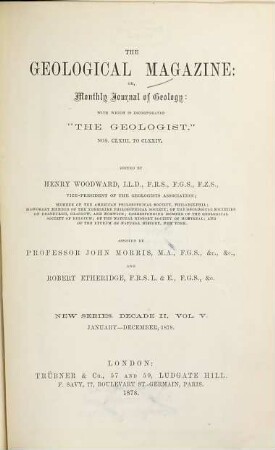 THE
GEOLOGICAL MAGAZINE:
OR,
Monthly Journal of Geology:
WITH WHICH IS INCORPORATED
"THE GEOLOGIST."
NOS. CLXIII. TO CLXXIV.
EDITED BY
HENRY WOODWARD, LL.D., F.R.S., F.G.S., F.Z.S.,
VICE-PRESIDENT OF THE GEOLOGISTS' ASSOCIATION;
MEMBER OF THE AMERICAN PHILOSOPHICAL SOCIETY, PHILADELPHIA;
HONORARY MEMBER OF THE YORKSHIRE PHILOSOPHICAL SOCIETY; OF THE GEOLOGICAL SOCIETIES
OF EDINBURGH, GLASGOW, AND NORWICH; CORRESPONDING MEMBER OF THE GEOLOGICAL
SOCIETY OF BELGIUM; OF THE NATURAL HISTORY SOCIETY OF MONTREAL; AND
OF THE LYCEUM OF NATURAL HISTORY, NEW YORK.
ASSISTED BY
PROFESSOR JOHN MORRIS, M.A., F.G.S., &c., &c.,
AND
ROBERT ETHERIDGE, F.R.S. L. & E., F.G.S., &c.
NEW SERIES. DECADE II. VOL. V.
JANUARY—DECEMBER, 1878.
LONDON:
TRÜBNER & Co., 57 AND 59, LUDGATE HILL.
F. SAVY, 77, BOULEVART ST.-GERMAIN, PARIS.
1878.